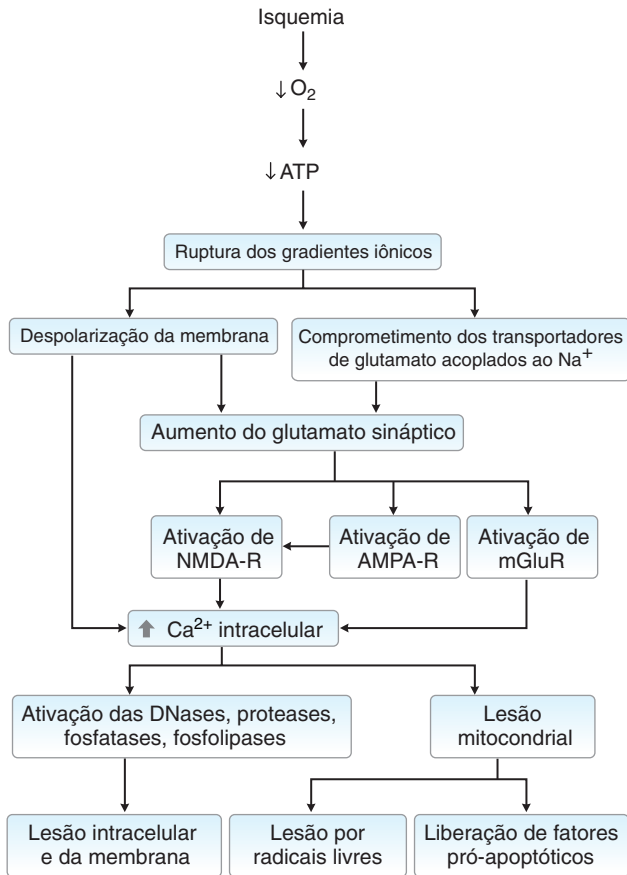 Isquemia
↓O₂
↓ATP
Ruptura dos gradientes iônicos
Despolarização da membrana
Comprometimento dos transportadores
de glutamato acoplados ao Na⁺
Aumento do glutamato sináptico
Ativação de
NMDA-R
Ativação de
AMPA-R
Ativação de
mGluR
↑ Ca²⁺ intracelular
Ativação das DNases, proteases,
fosfatases, fosfolipases
Lesão
mitocondrial
Lesão intracelular
e da membrana
Lesão por
radicais livres
Liberação de fatores
pró-apoptóticos